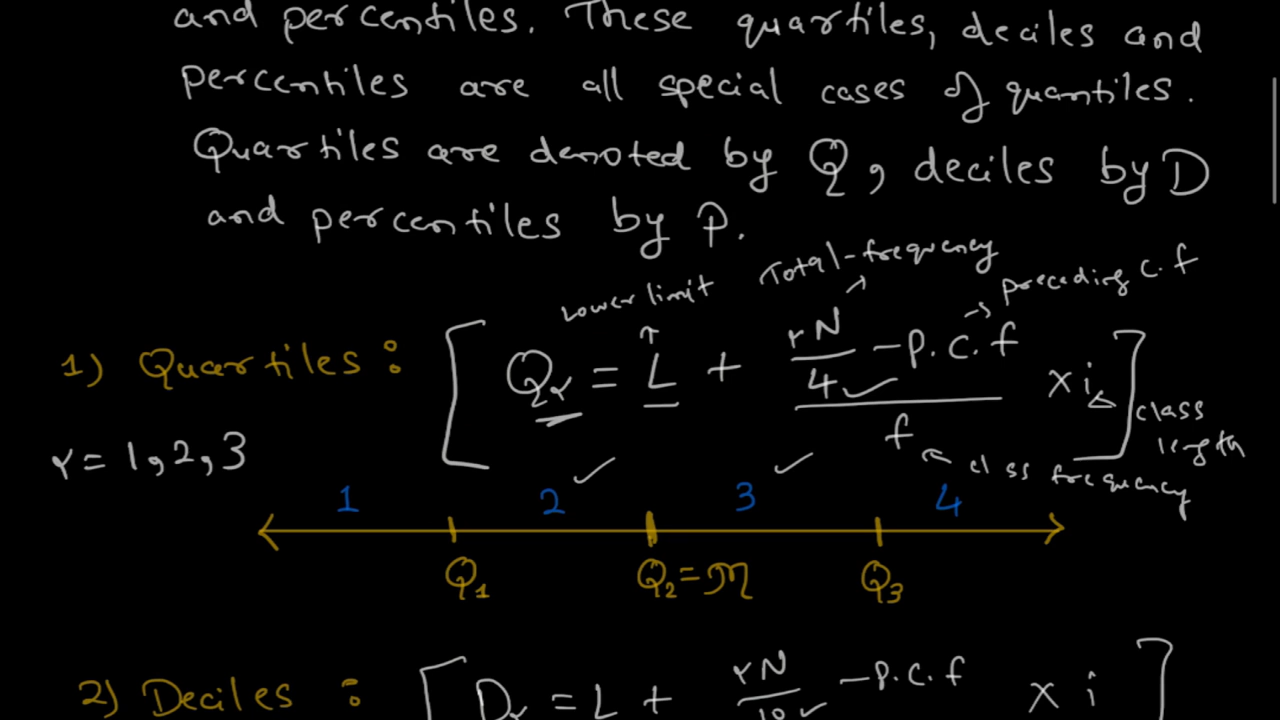 and percentiles. These quartiles, deciles and
percentiles are all special cases of quantiles.
Quartiles are denoted by Q, deciles by D
and percentiles by P.
Lower limit Total-frequency preceding c.f
1) Quartiles : [ Qr = L + (rN/4 - p.c.f)/f x i ]
class length
class frequency
r = 1, 2, 3
1 2 3 4
Q1 Q2 = M Q3
2) Deciles : [ Dr = L + rN/10 - p.c.f x i ]